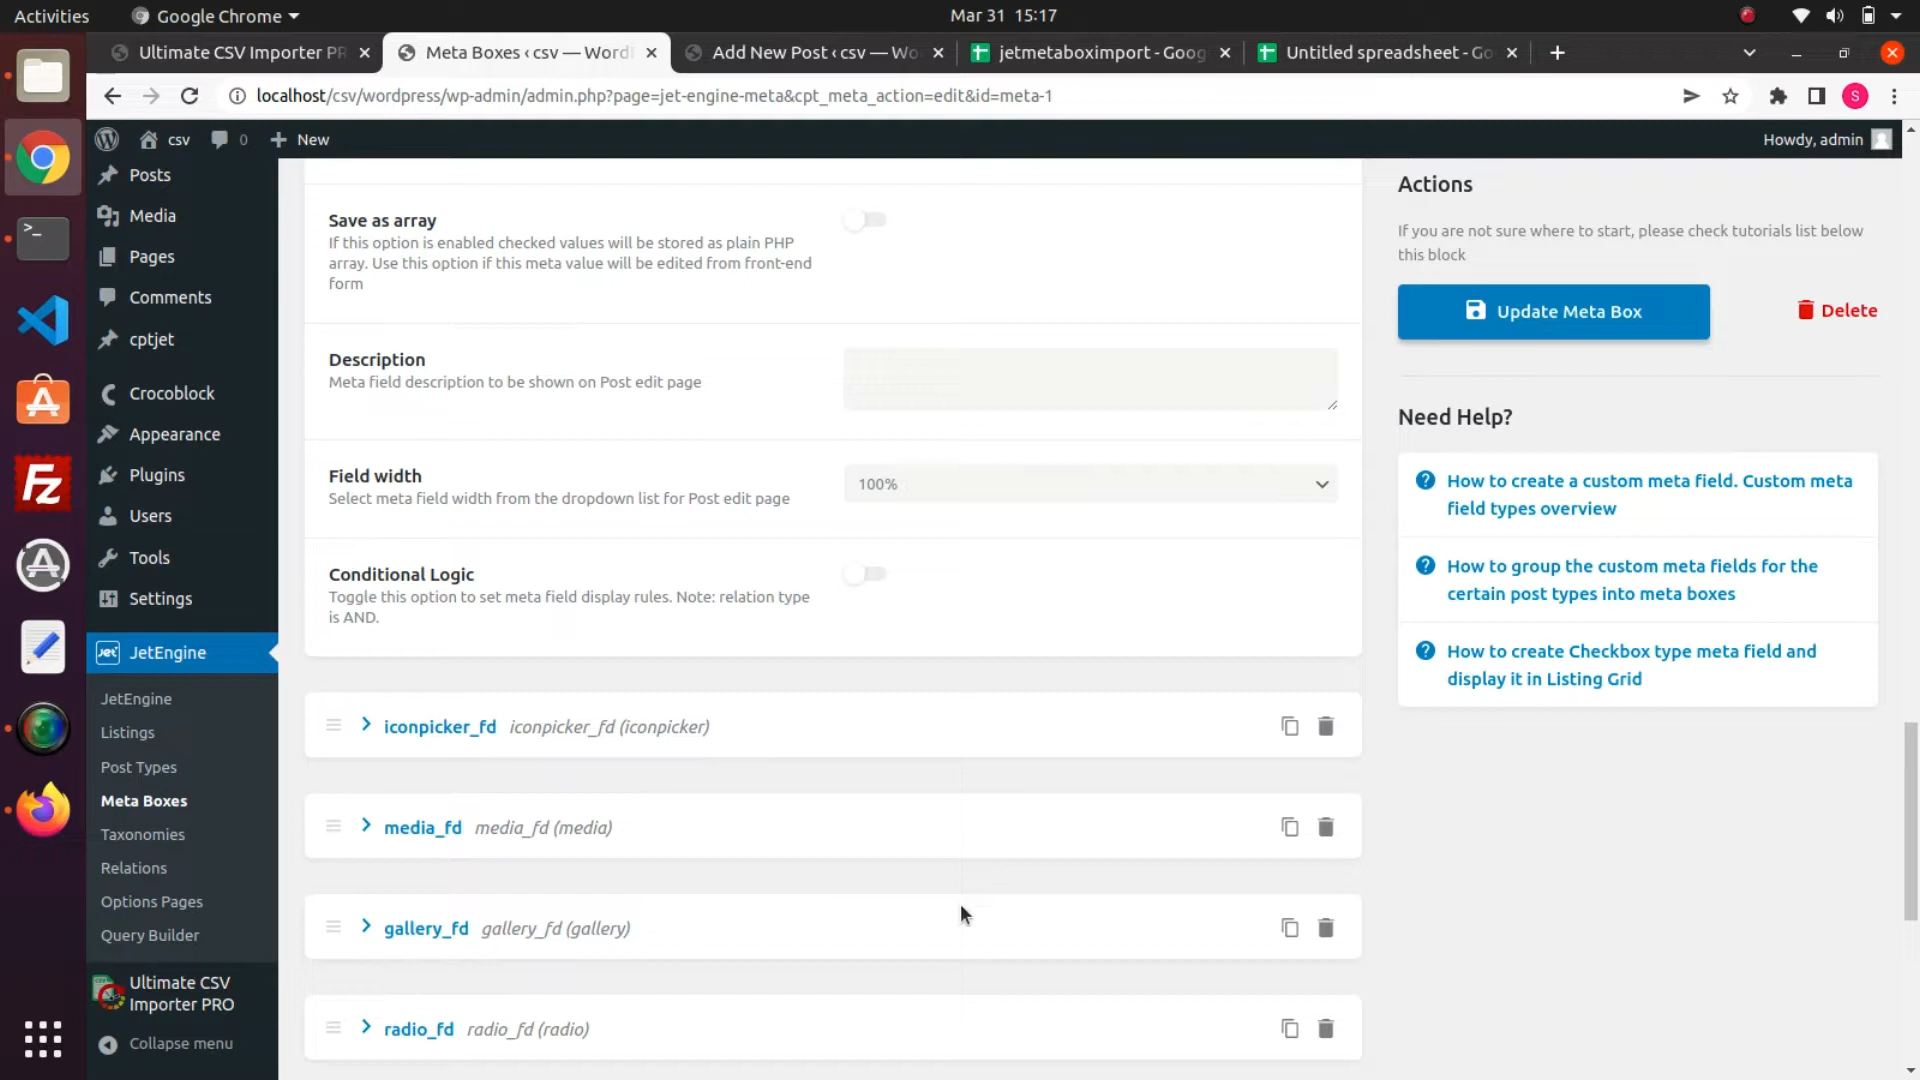 Activities
Google Chrome
Mar 31 15:17
Ultimate CSV Importer PR
Meta Boxes ‹ csv — Word
Add New Post ‹ csv — Wo
jetmetaboximport - Goog
Untitled spreadsheet - Go
localhost/csv/wordpress/wp-admin/admin.php?page=jet-engine-meta&cpt_meta_action=edit&id=meta-1
S
csv
0
New
Howdy, admin
Posts
Media
Pages
Comments
cptjet
Crocoblock
Appearance
Plugins
Users
Tools
Settings
JetEngine
JetEngine
Listings
Post Types
Meta Boxes
Taxonomies
Relations
Options Pages
Query Builder
Ultimate CSV
Importer PRO
Collapse menu
Save as array
If this option is enabled checked values will be stored as plain PHP
array. Use this option if this meta value will be edited from front-end
form
Description
Meta field description to be shown on Post edit page
Field width
Select meta field width from the dropdown list for Post edit page
100%
Conditional Logic
Toggle this option to set meta field display rules. Note: relation type
is AND.
iconpicker_fd iconpicker_fd (iconpicker)
media_fd media_fd (media)
gallery_fd gallery_fd (gallery)
radio_fd radio_fd (radio)
Actions
If you are not sure where to start, please check tutorials list below
this block
Update Meta Box
Delete
Need Help?
How to create a custom meta field. Custom meta
field types overview
How to group the custom meta fields for the
certain post types into meta boxes
How to create Checkbox type meta field and
display it in Listing Grid